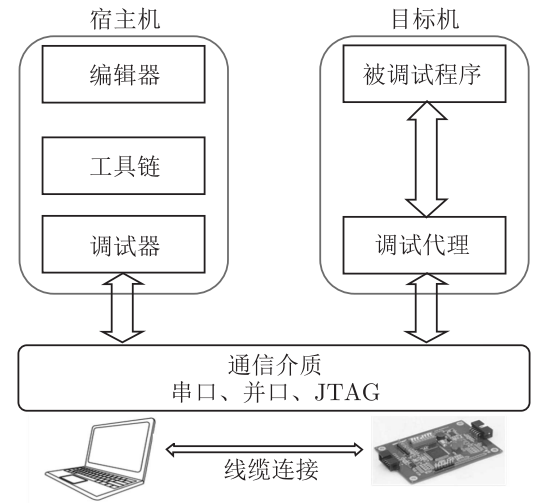 宿主机
目标机
编辑器
被调试程序
工具链
调试器
调试代理
通信介质
串口、并口、JTAG
线缆连接